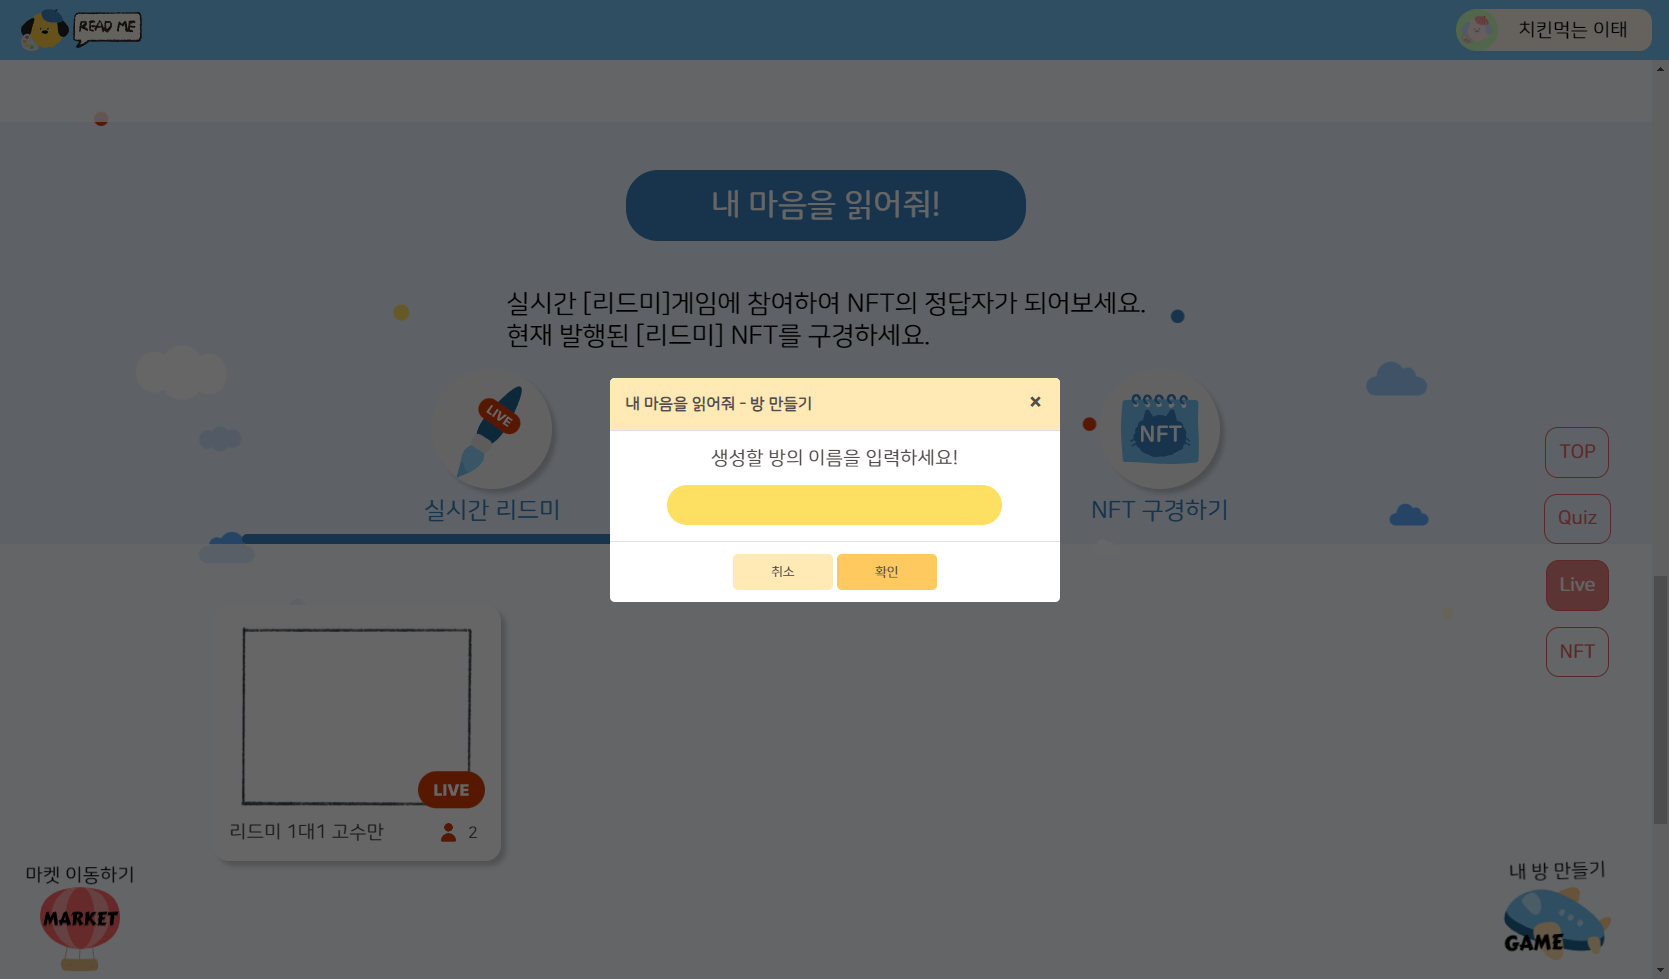 READ ME
치킨먹는 이태
내 마음을 읽어줘!
실시간 [리드미]게임에 참여하여 NFT의 정답자가 되어보세요.
현재 발행된 [리드미] NFT를 구경하세요.
LIVE
실시간 리드미
NFT
NFT 구경하기
내 마음을 읽어줘 - 방 만들기
×
생성할 방의 이름을 입력하세요!
취소
확인
TOP
Quiz
Live
NFT
LIVE
리드미 1대1 고수만
2
마켓 이동하기
MARKET
내 방 만들기
GAME